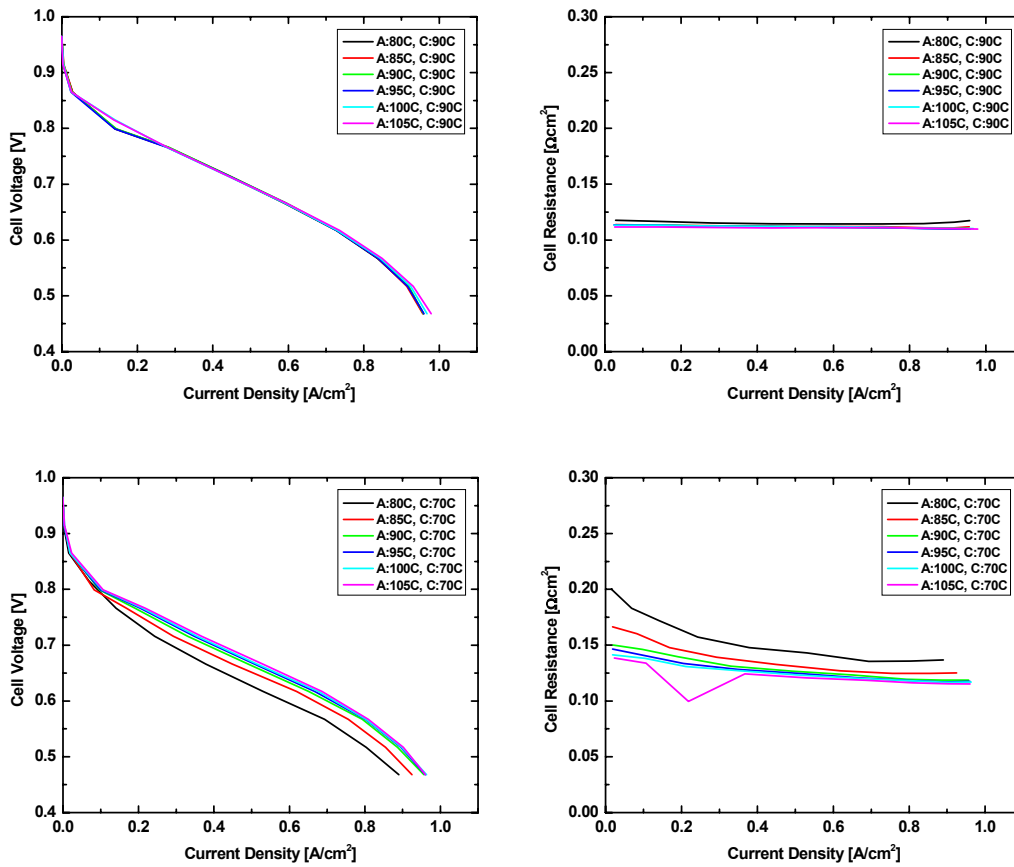 1.0
0.9
0.8
0.7
0.6
0.5
0.4
Cell Voltage [V]
A:80C, C:90C
A:85C, C:90C
A:90C, C:90C
A:95C, C:90C
A:100C, C:90C
A:105C, C:90C
0.0 0.2 0.4 0.6 0.8 1.0
Current Density [A/cm²]
0.30
0.25
0.20
0.15
0.10
0.05
0.00
Cell Resistance [Ωcm²]
A:80C, C:90C
A:85C, C:90C
A:90C, C:90C
A:95C, C:90C
A:100C, C:90C
A:105C, C:90C
0.0 0.2 0.4 0.6 0.8 1.0
Current Density [A/cm²]
1.0
0.9
0.8
0.7
0.6
0.5
0.4
Cell Voltage [V]
A:80C, C:70C
A:85C, C:70C
A:90C, C:70C
A:95C, C:70C
A:100C, C:70C
A:105C, C:70C
0.0 0.2 0.4 0.6 0.8 1.0
Current Density [A/cm²]
0.30
0.25
0.20
0.15
0.10
0.05
0.00
Cell Resistance [Ωcm²]
A:80C, C:70C
A:85C, C:70C
A:90C, C:70C
A:95C, C:70C
A:100C, C:70C
A:105C, C:70C
0.0 0.2 0.4 0.6 0.8 1.0
Current Density [A/cm²]